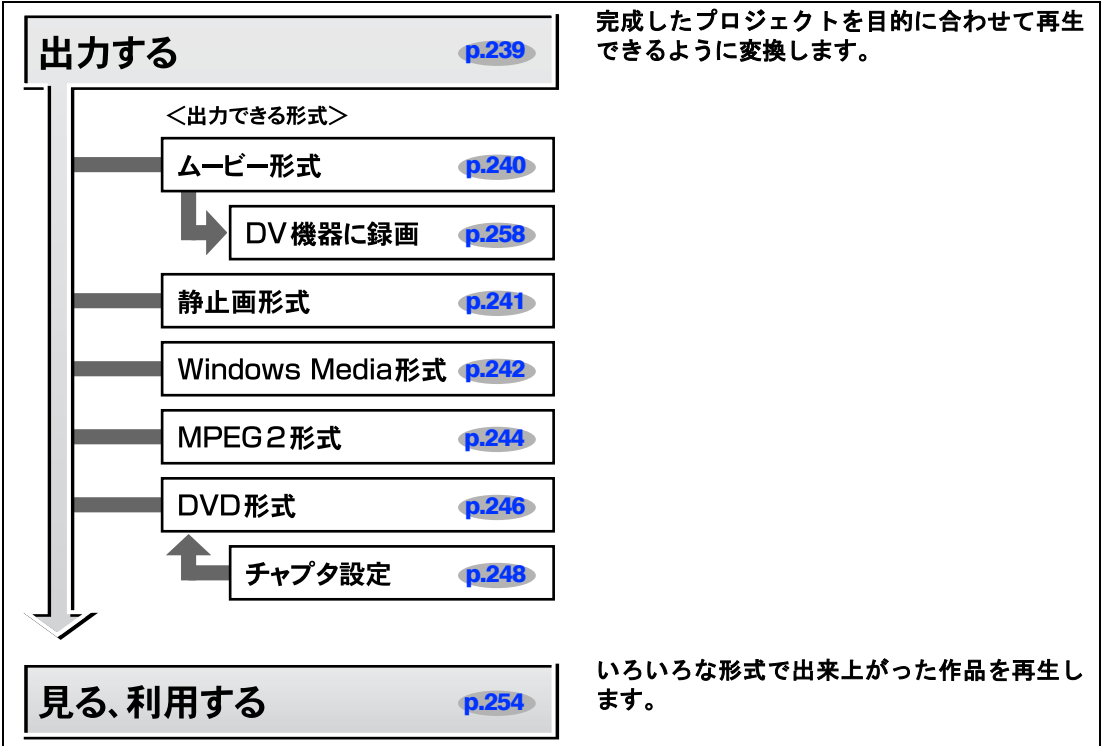 出力する p.239
完成したプロジェクトを目的に合わせて再生
できるように変換します。
＜出力できる形式＞
ムービー形式 p.240
DV機器に録画 p.258
静止画形式 p.241
Windows Media形式 p.242
MPEG2形式 p.244
DVD形式 p.246
チャプタ設定 p.248
見る、利用する p.254
いろいろな形式で出来上がった作品を再生し
ます。